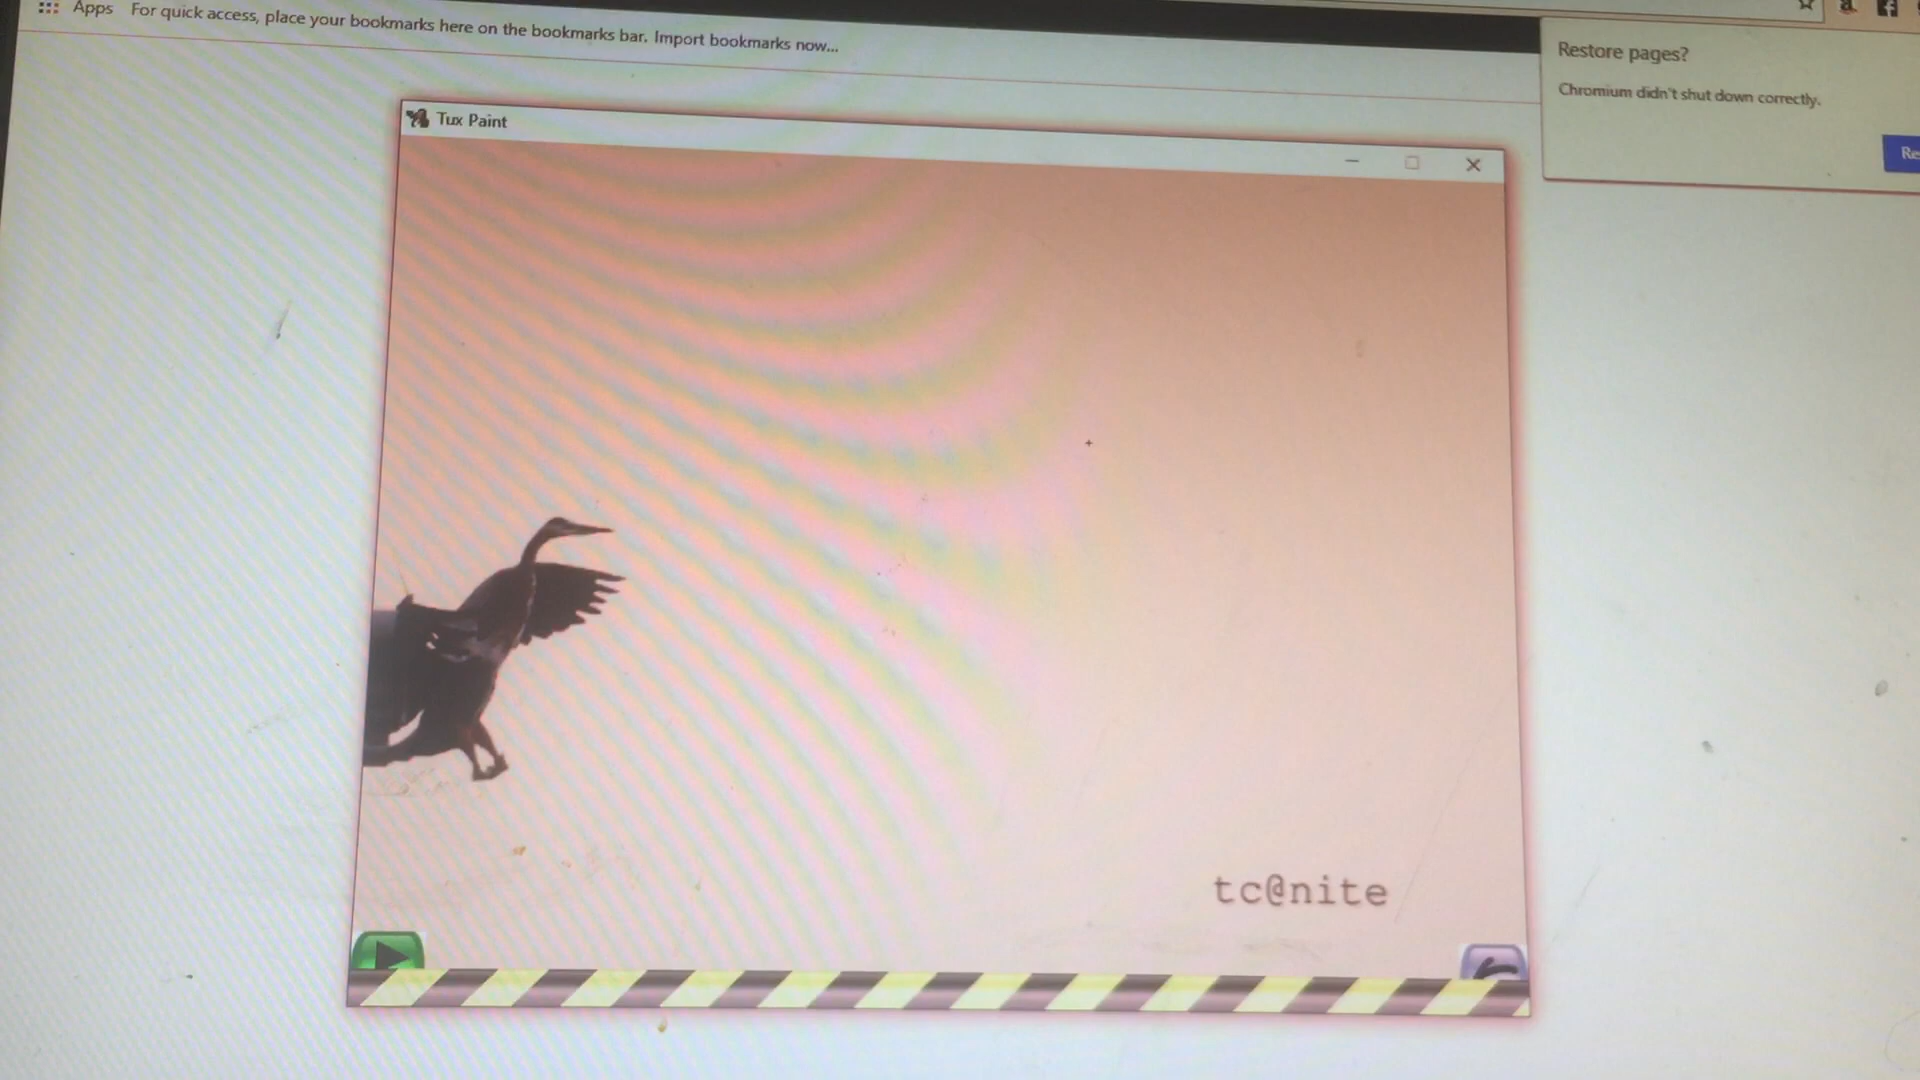 Apps For quick access, place your bookmarks here on the bookmarks bar. Import bookmarks now...
Restore pages?
Chromium didn't shut down correctly.
Re
Tux Paint
tc@nite